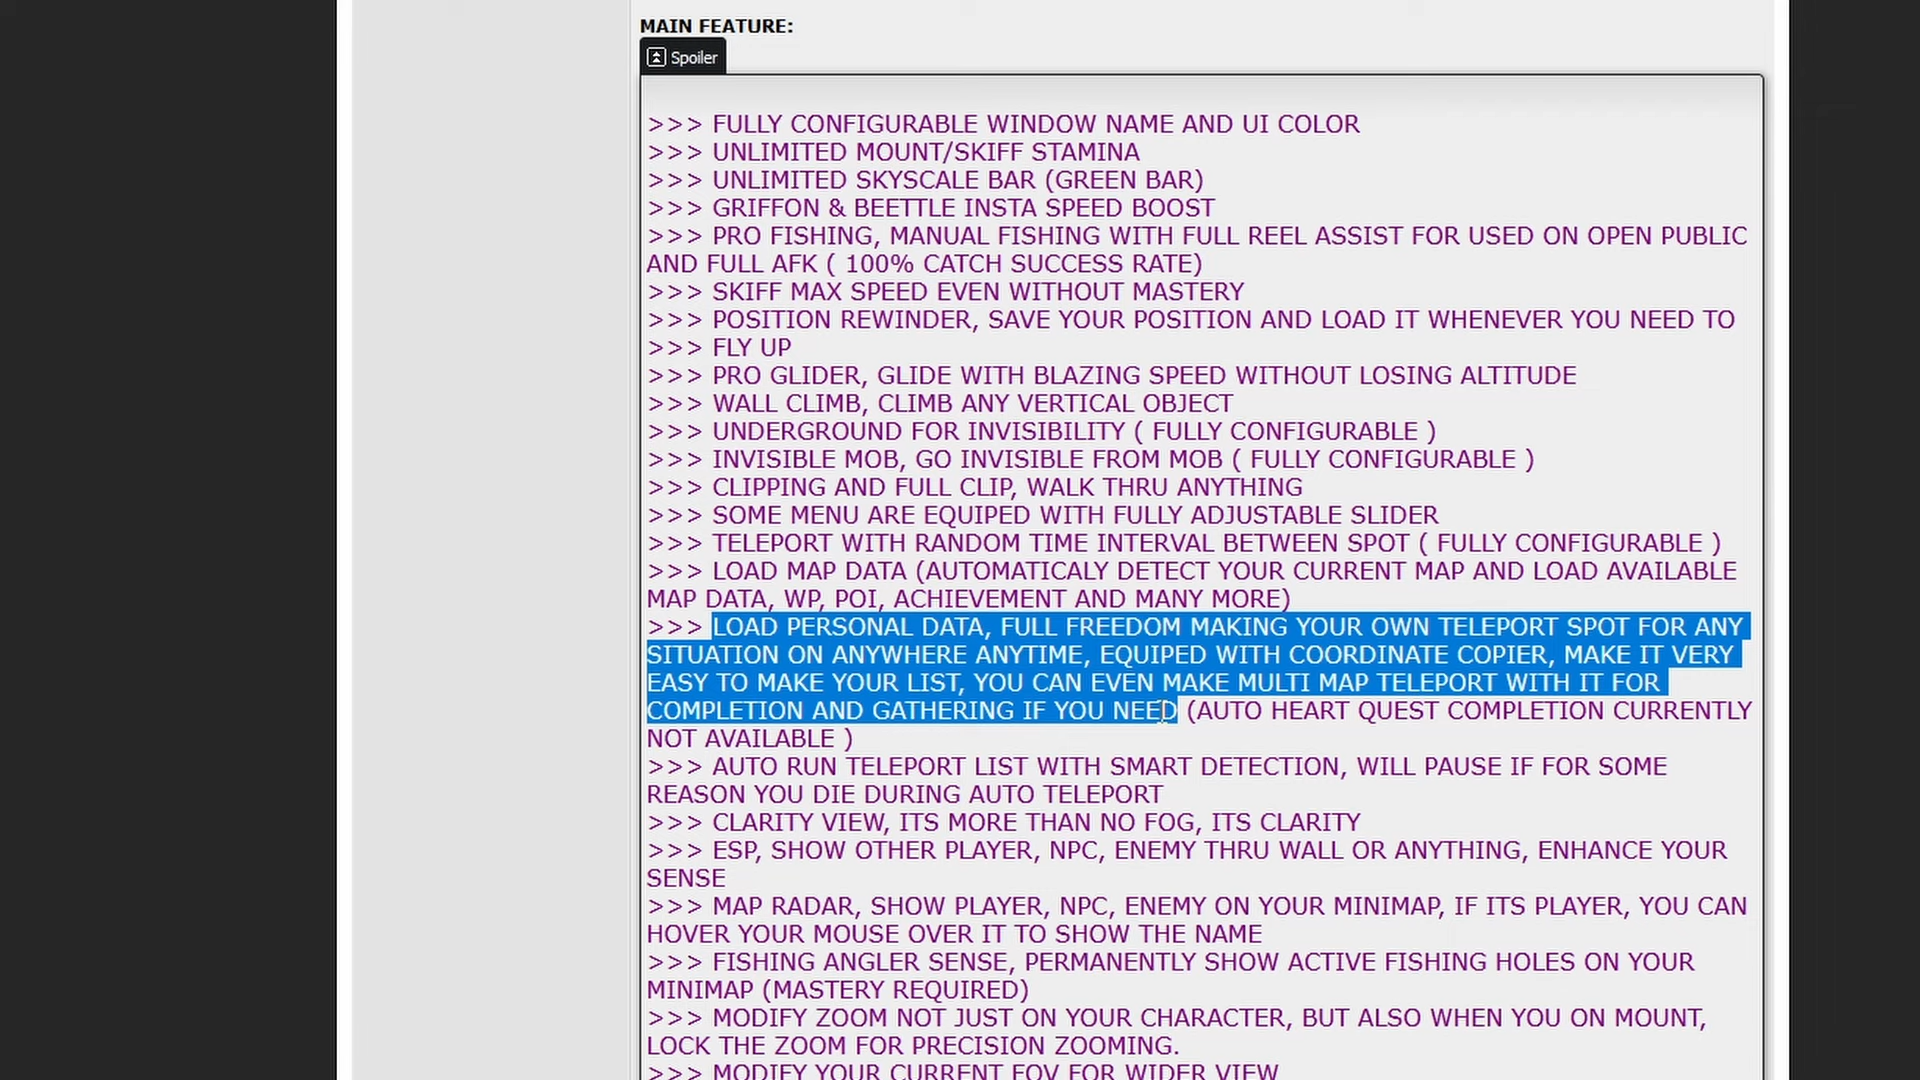 MAIN FEATURE:
Spoiler
>>> FULLY CONFIGURABLE WINDOW NAME AND UI COLOR
>>> UNLIMITED MOUNT/SKIFF STAMINA
>>> UNLIMITED SKYSCALE BAR (GREEN BAR)
>>> GRIFFON & BEETTLE INSTA SPEED BOOST
>>> PRO FISHING, MANUAL FISHING WITH FULL REEL ASSIST FOR USED ON OPEN PUBLIC
AND FULL AFK ( 100% CATCH SUCCESS RATE)
>>> SKIFF MAX SPEED EVEN WITHOUT MASTERY
>>> POSITION REWINDER, SAVE YOUR POSITION AND LOAD IT WHENEVER YOU NEED TO
>>> FLY UP
>>> PRO GLIDER, GLIDE WITH BLAZING SPEED WITHOUT LOSING ALTITUDE
>>> WALL CLIMB, CLIMB ANY VERTICAL OBJECT
>>> UNDERGROUND FOR INVISIBILITY ( FULLY CONFIGURABLE )
>>> INVISIBLE MOB, GO INVISIBLE FROM MOB ( FULLY CONFIGURABLE )
>>> CLIPPING AND FULL CLIP, WALK THRU ANYTHING
>>> SOME MENU ARE EQUIPED WITH FULLY ADJUSTABLE SLIDER
>>> TELEPORT WITH RANDOM TIME INTERVAL BETWEEN SPOT ( FULLY CONFIGURABLE )
>>> LOAD MAP DATA (AUTOMATICALY DETECT YOUR CURRENT MAP AND LOAD AVAILABLE
MAP DATA, WP, POI, ACHIEVEMENT AND MANY MORE)
>>> LOAD PERSONAL DATA, FULL FREEDOM MAKING YOUR OWN TELEPORT SPOT FOR ANY
SITUATION ON ANYWHERE ANYTIME, EQUIPED WITH COORDINATE COPIER, MAKE IT VERY
EASY TO MAKE YOUR LIST, YOU CAN EVEN MAKE MULTI MAP TELEPORT WITH IT FOR
COMPLETION AND GATHERING IF YOU NEED (AUTO HEART QUEST COMPLETION CURRENTLY
NOT AVAILABLE )
>>> AUTO RUN TELEPORT LIST WITH SMART DETECTION, WILL PAUSE IF FOR SOME
REASON YOU DIE DURING AUTO TELEPORT
>>> CLARITY VIEW, ITS MORE THAN NO FOG, ITS CLARITY
>>> ESP, SHOW OTHER PLAYER, NPC, ENEMY THRU WALL OR ANYTHING, ENHANCE YOUR
SENSE
>>> MAP RADAR, SHOW PLAYER, NPC, ENEMY ON YOUR MINIMAP, IF ITS PLAYER, YOU CAN
HOVER YOUR MOUSE OVER IT TO SHOW THE NAME
>>> FISHING ANGLER SENSE, PERMANENTLY SHOW ACTIVE FISHING HOLES ON YOUR
MINIMAP (MASTERY REQUIRED)
>>> MODIFY ZOOM NOT JUST ON YOUR CHARACTER, BUT ALSO WHEN YOU ON MOUNT,
LOCK THE ZOOM FOR PRECISION ZOOMING.
>>> MODIFY YOUR CURRENT FOV FOR WIDER VIEW